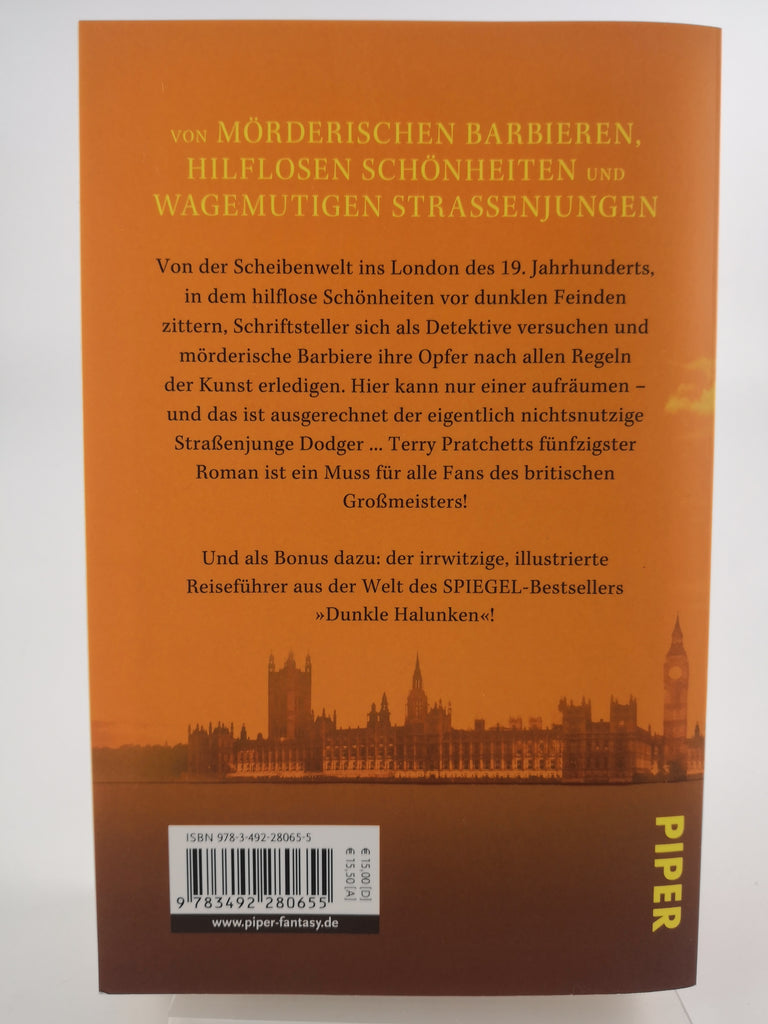 VON MÖRDERISCHEN BARBIEREN,
HILFLOSEN SCHÖNHEITEN UND
WAGEMUTIGEN STRASSENJUNGEN
Von der Scheibenwelt ins London des 19. Jahrhunderts,
in dem hilflose Schönheiten vor dunklen Feinden
zittern, Schriftsteller sich als Detektive versuchen und
mörderische Barbiere ihre Opfer nach allen Regeln
der Kunst erledigen. Hier kann nur einer aufräumen –
und das ist ausgerechnet der eigentlich nichtsnutzige
Straßenjunge Dodger ... Terry Pratchetts fünfzigster
Roman ist ein Muss für alle Fans des britischen
Großmeisters!
Und als Bonus dazu: der irrwitzige, illustrierte
Reiseführer aus der Welt des SPIEGEL-Bestsellers
»Dunkle Halunken«!
ISBN 978-3-492-28065-5
€ 15,00 [D]
€ 15,50 [A]
9 783492 280655
www.piper-fantasy.de
PIPER